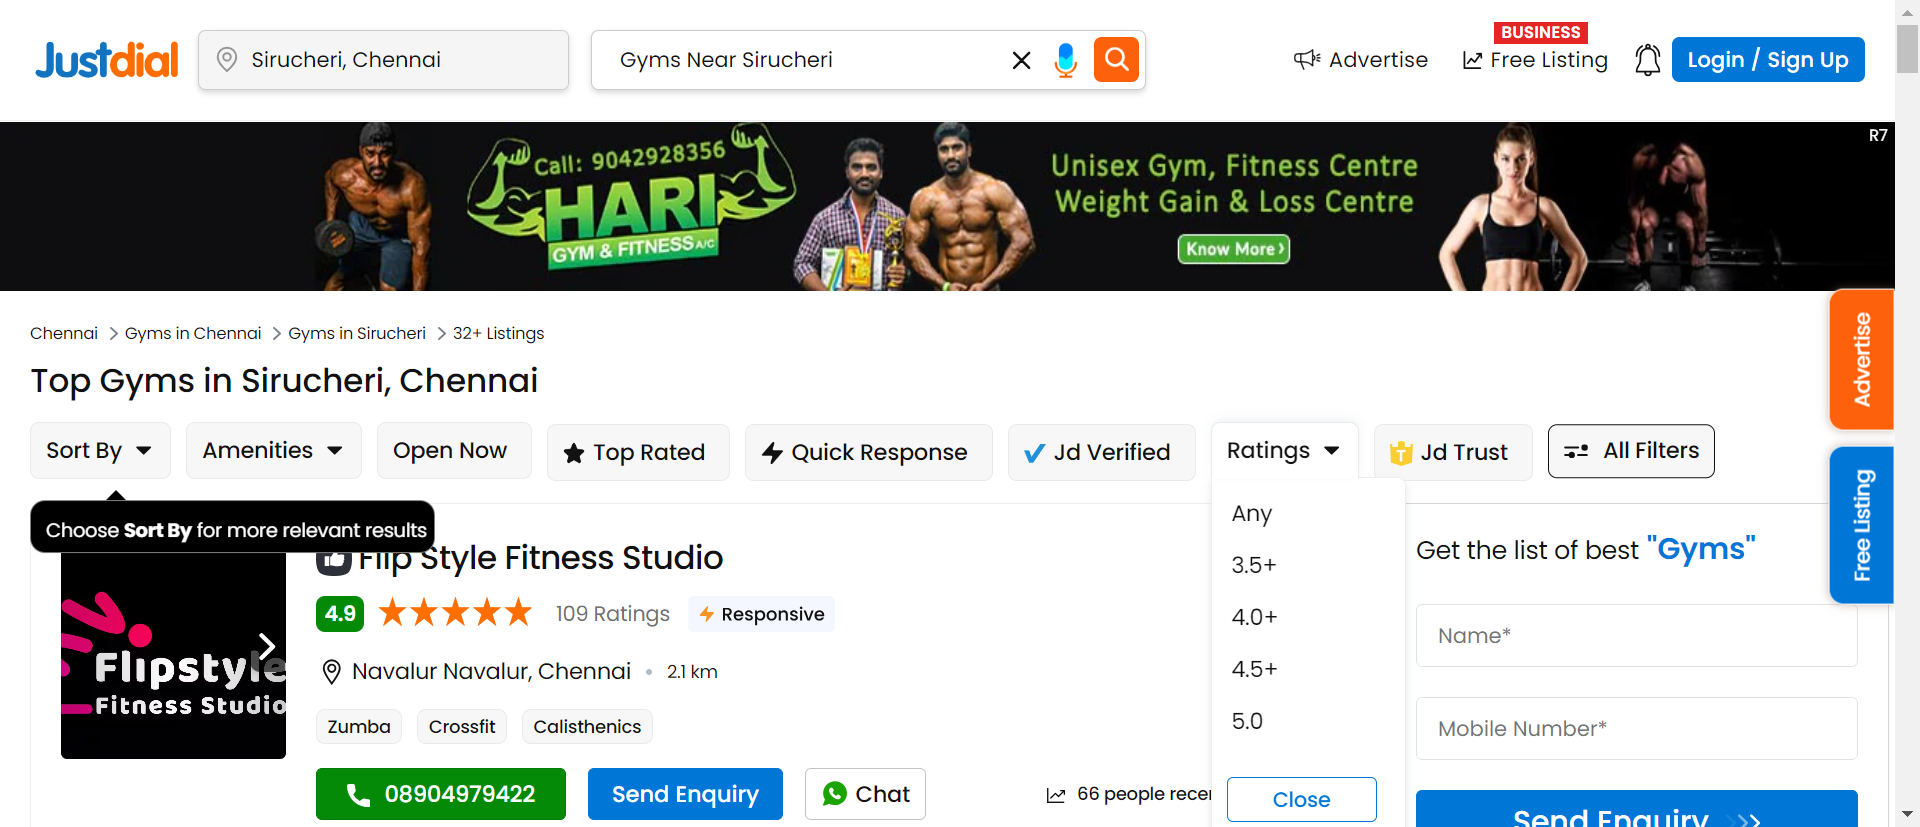 Justdial
Sirucheri, Chennai
Gyms Near Sirucheri
Advertise
BUSINESS
Free Listing
Login / Sign Up
Call: 9042928356
HARI
GYM & FITNESS A/C
Unisex Gym, Fitness Centre
Weight Gain & Loss Centre
Know More ›
R7
Chennai > Gyms in Chennai > Gyms in Sirucheri > 32+ Listings
Top Gyms in Sirucheri, Chennai
Sort By
Amenities
Open Now
Top Rated
Quick Response
Jd Verified
Ratings
Jd Trust
All Filters
Choose Sort By for more relevant results
Any
3.5+
4.0+
4.5+
5.0
Close
Flipstyle
Fitness Studio
Flip Style Fitness Studio
4.9
109 Ratings
Responsive
Navalur Navalur, Chennai • 2.1 km
Zumba
Crossfit
Calisthenics
08904979422
Send Enquiry
Chat
66 people
Get the list of best "Gyms"
Name*
Mobile Number*
Send Enquiry
Advertise
Free Listing